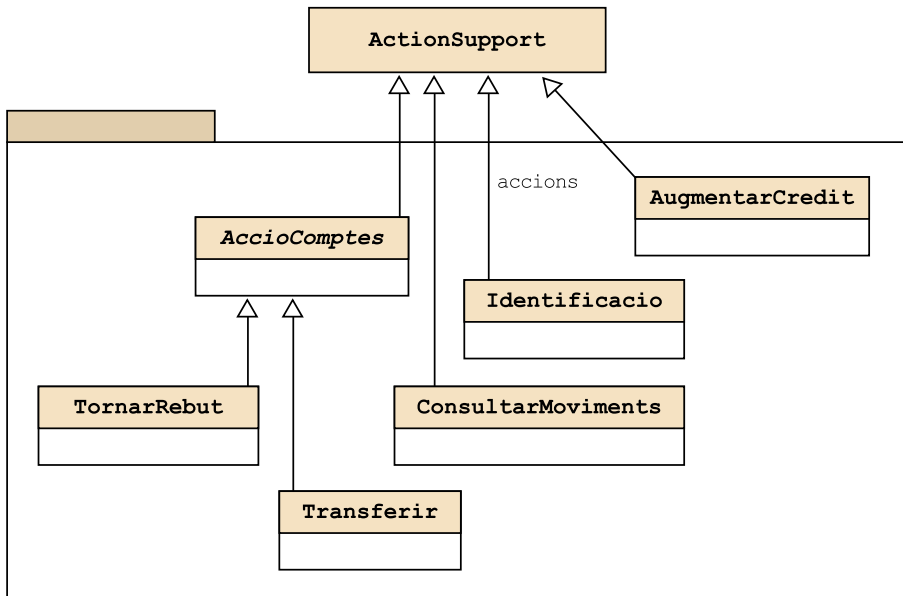 ActionSupport
accions
AugmentarCredit
AccioComptes
Identificacio
TornarRebut
ConsultarMoviments
Transferir